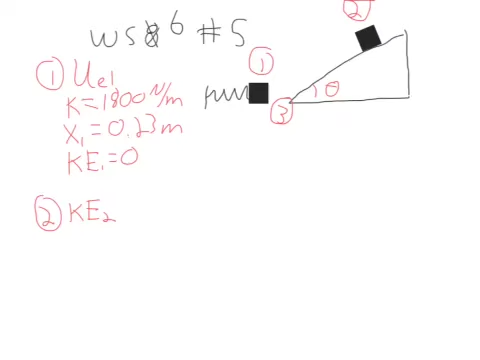 WS 6 #5
②
①
① Ue1
K=1800 N/m
X₁=0.23m
KE₁=0
θ
③
② KE₂